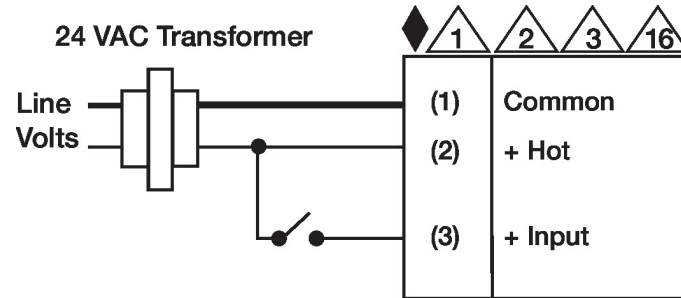 24 VAC Transformer
1 2 3 16
Line
Volts
(1) Common
(2) + Hot
(3) + Input